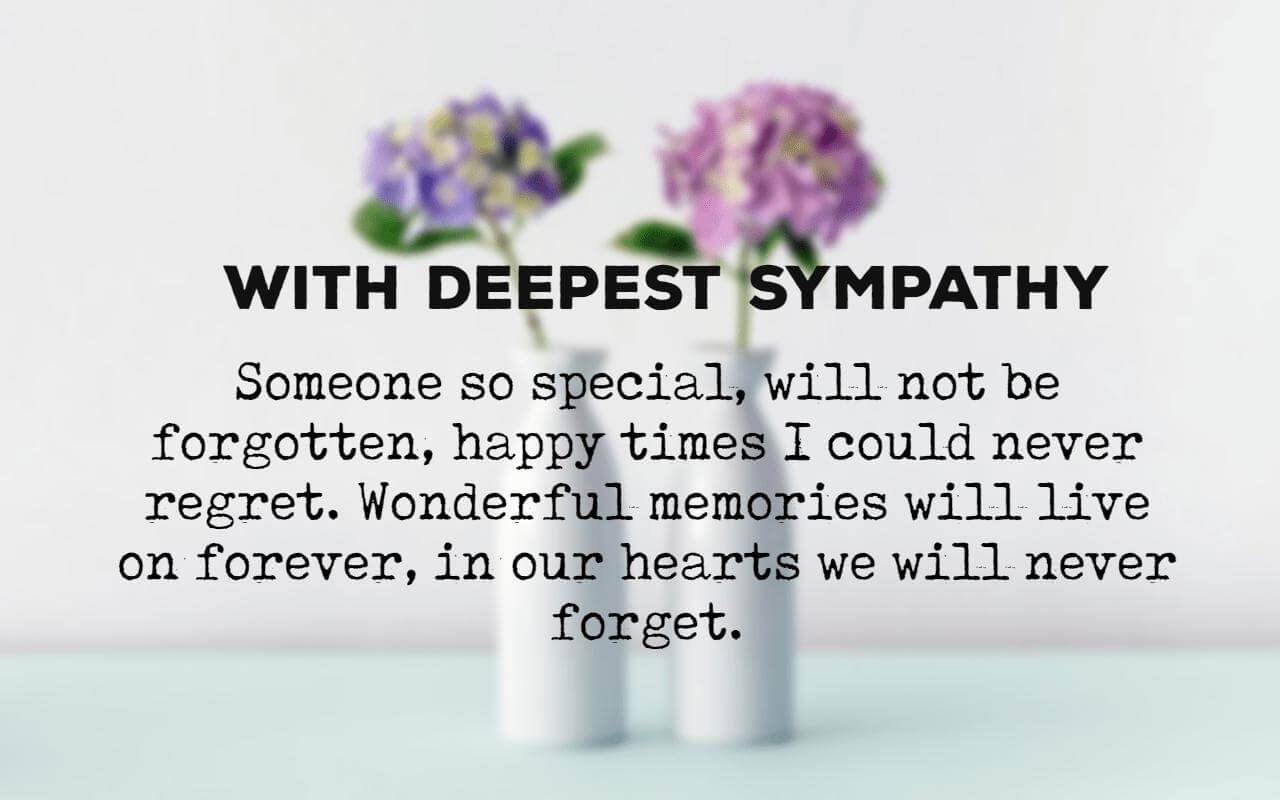 WITH DEEPEST SYMPATHY
Someone so special, will not be
forgotten, happy times I could never
regret. Wonderful memories will live
on forever, in our hearts we will never
forget.